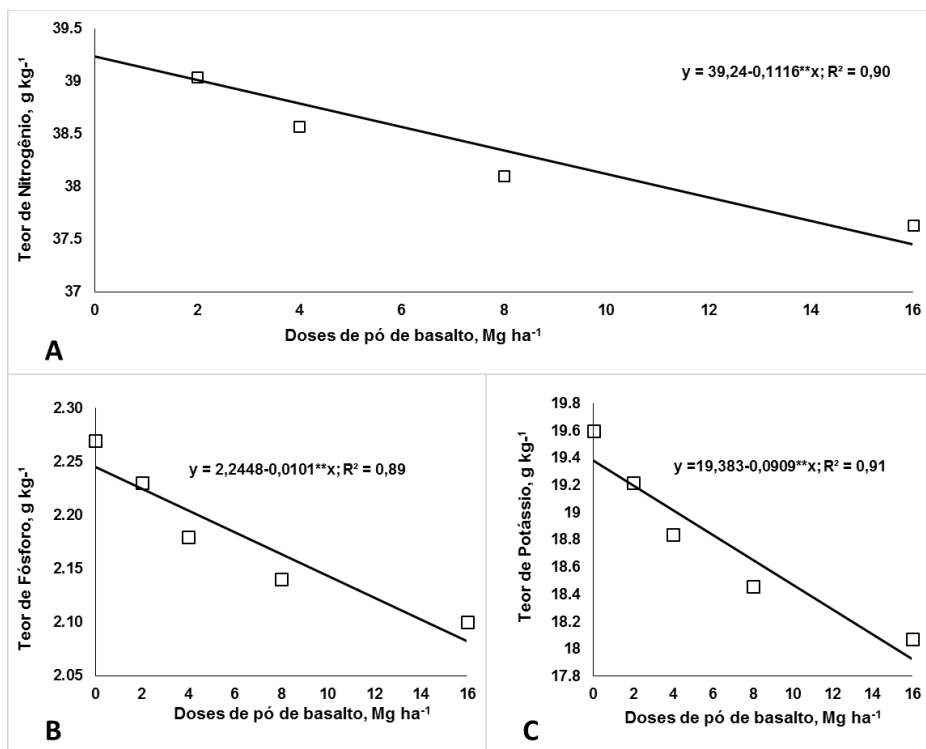 39.5
39
38.5
38
37.5
37
Teor de Nitrogênio, g kg-¹
y = 39,24-0,1116**x; R² = 0,90
0 2 4 6 8 10 12 14 16
Doses de pó de basalto, Mg ha-¹
A
2.30
2.25
2.20
2.15
2.10
2.05
Teor de Fósforo, g kg-¹
y = 2,2448-0,0101**x; R² = 0,89
0 2 4 6 8 10 12 14 16
Doses de pó de basalto, Mg ha-¹
B
19.8
19.6
19.4
19.2
19
18.8
18.6
18.4
18.2
18
17.8
Teor de Potássio, g kg-¹
y =19,383-0,0909**x; R² = 0,91
0 2 4 6 8 10 12 14 16
Doses de pó de basalto, Mg ha-¹
C